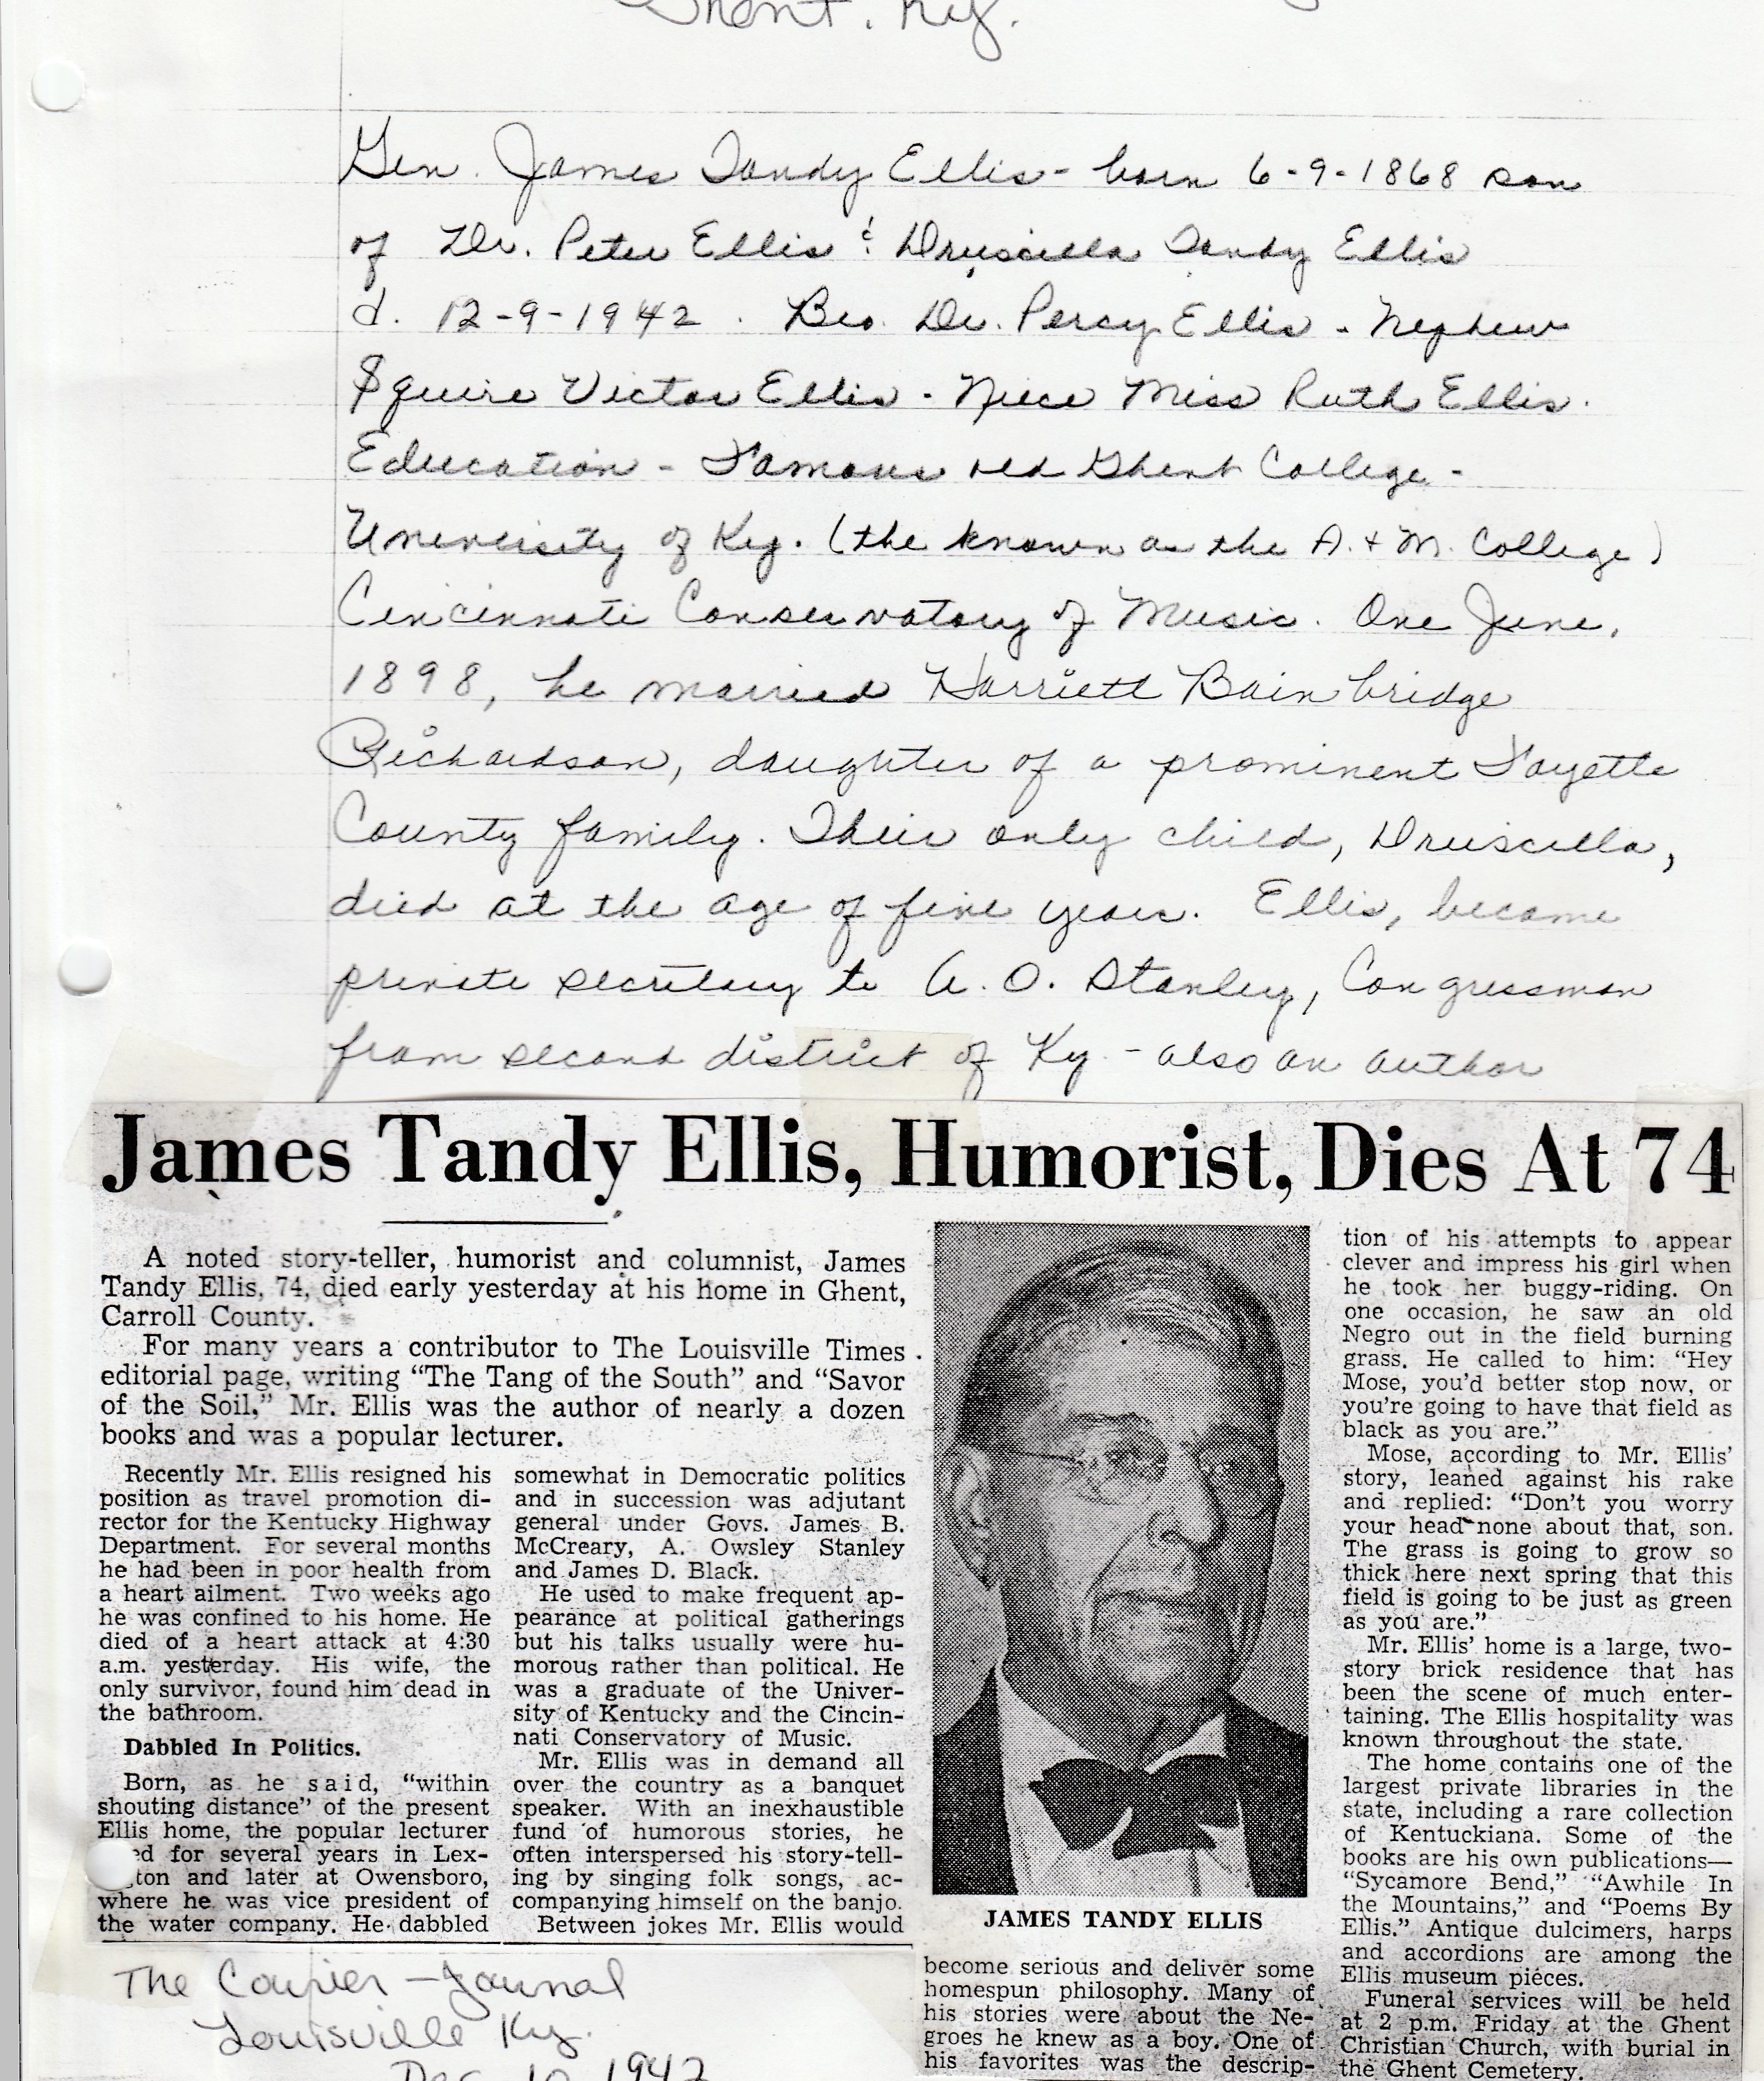 Ghent. Ky.
Gen. James Tandy Ellis - born 6-9-1868 son
of Dr. Peter Ellis & Druscilla Tandy Ellis
d. 12-9-1942. Bro. Dr. Percy Ellis - Nephew
Squire Victor Ellis - Niece Miss Ruth Ellis.
Education - Famous old Ghent College -
University of Ky. (the known as the A. & M. College)
Cincinnati Conservatory of Music. One June,
1898, he married Harriett Bainbridge
Richardson, daughter of a prominent Fayette
County family. Their only child, Druscilla,
died at the age of five years. Ellis, became
private secretary to A. O. Stanley, Congressman
from second district of Ky - also an author
James Tandy Ellis, Humorist, Dies At 74
A noted story-teller, humorist and columnist, James
Tandy Ellis, 74, died early yesterday at his home in Ghent,
Carroll County.
For many years a contributor to The Louisville Times
editorial page, writing “The Tang of the South” and “Savor
of the Soil,” Mr. Ellis was the author of nearly a dozen
books and was a popular lecturer.
Recently Mr. Ellis resigned his
position as travel promotion di-
rector for the Kentucky Highway
Department. For several months
he had been in poor health from
a heart ailment. Two weeks ago
he was confined to his home. He
died of a heart attack at 4:30
a.m. yesterday. His wife, the
only survivor, found him dead in
the bathroom.
Dabbled In Politics.
Born, as he said, “within
shouting distance” of the present
Ellis home, the popular lecturer
ed for several years in Lex-
ton and later at Owensboro,
where he was vice president of
the water company. He dabbled
somewhat in Democratic politics
and in succession was adjutant
general under Govs. James B.
McCreary, A. Owsley Stanley
and James D. Black.
He used to make frequent ap-
pearance at political gatherings
but his talks usually were hu-
morous rather than political. He
was a graduate of the Univer-
sity of Kentucky and the Cincin-
nati Conservatory of Music.
Mr. Ellis was in demand all
over the country as a banquet
speaker. With an inexhaustible
fund of humorous stories, he
often interspersed his story-tell-
ing by singing folk songs, ac-
companying himself on the banjo.
Between jokes Mr. Ellis would
JAMES TANDY ELLIS
become serious and deliver some
homespun philosophy. Many of
his stories were about the Ne-
groes he knew as a boy. One of
his favorites was the descrip-
tion of his attempts to appear
clever and impress his girl when
he took her buggy-riding. On
one occasion, he saw an old
Negro out in the field burning
grass. He called to him: “Hey
Mose, you'd better stop now, or
you're going to have that field as
black as you are.”
Mose, according to Mr. Ellis'
story, leaned against his rake
and replied: “Don't you worry
your head none about that, son.
The grass is going to grow so
thick here next spring that this
field is going to be just as green
as you are.”
Mr. Ellis' home is a large, two-
story brick residence that has
been the scene of much enter-
taining. The Ellis hospitality was
known throughout the state.
The home contains one of the
largest private libraries in the
state, including a rare collection
of Kentuckiana. Some of the
books are his own publications—
“Sycamore Bend,” “Awhile In
the Mountains,” and “Poems By
Ellis.” Antique dulcimers, harps
and accordions are among the
Ellis museum pieces.
Funeral services will be held
at 2 p.m. Friday at the Ghent
Christian Church, with burial in
the Ghent Cemetery.
The Courier-Journal
Louisville Ky.
Dec 10 1942